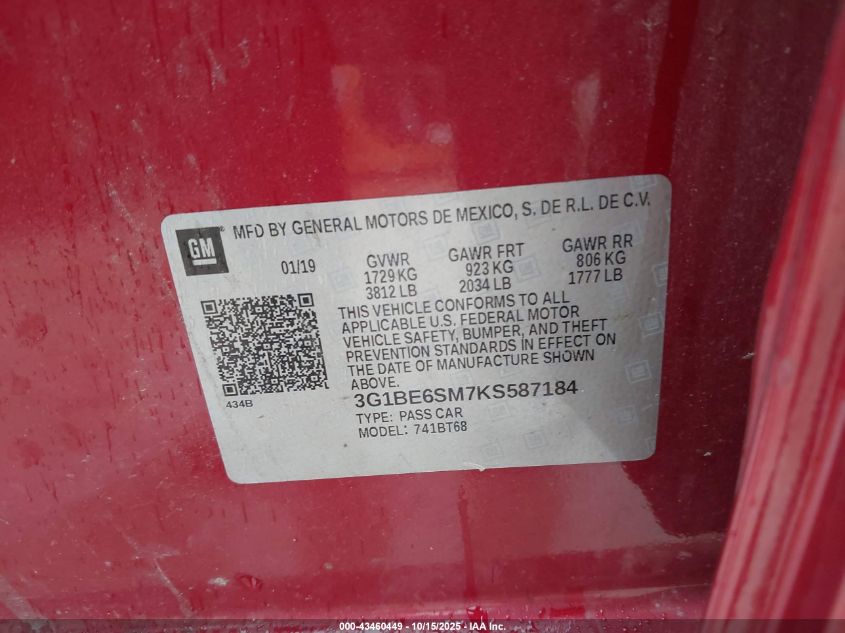 MFD BY GENERAL MOTORS DE MEXICO, S. DE R.L. DE C.V.
GM®
01/19
GVWR GAWR FRT GAWR RR
1729 KG 923 KG 806 KG
3812 LB 2034 LB 1777 LB
THIS VEHICLE CONFORMS TO ALL
APPLICABLE U.S. FEDERAL MOTOR
VEHICLE SAFETY, BUMPER, AND THEFT
PREVENTION STANDARDS IN EFFECT ON
THE DATE OF MANUFACTURE SHOWN
ABOVE.
434B
3G1BE6SM7KS587184
TYPE: PASS CAR
MODEL: 741BT68
000-43460449 - 10/15/2025 - IAA Inc.